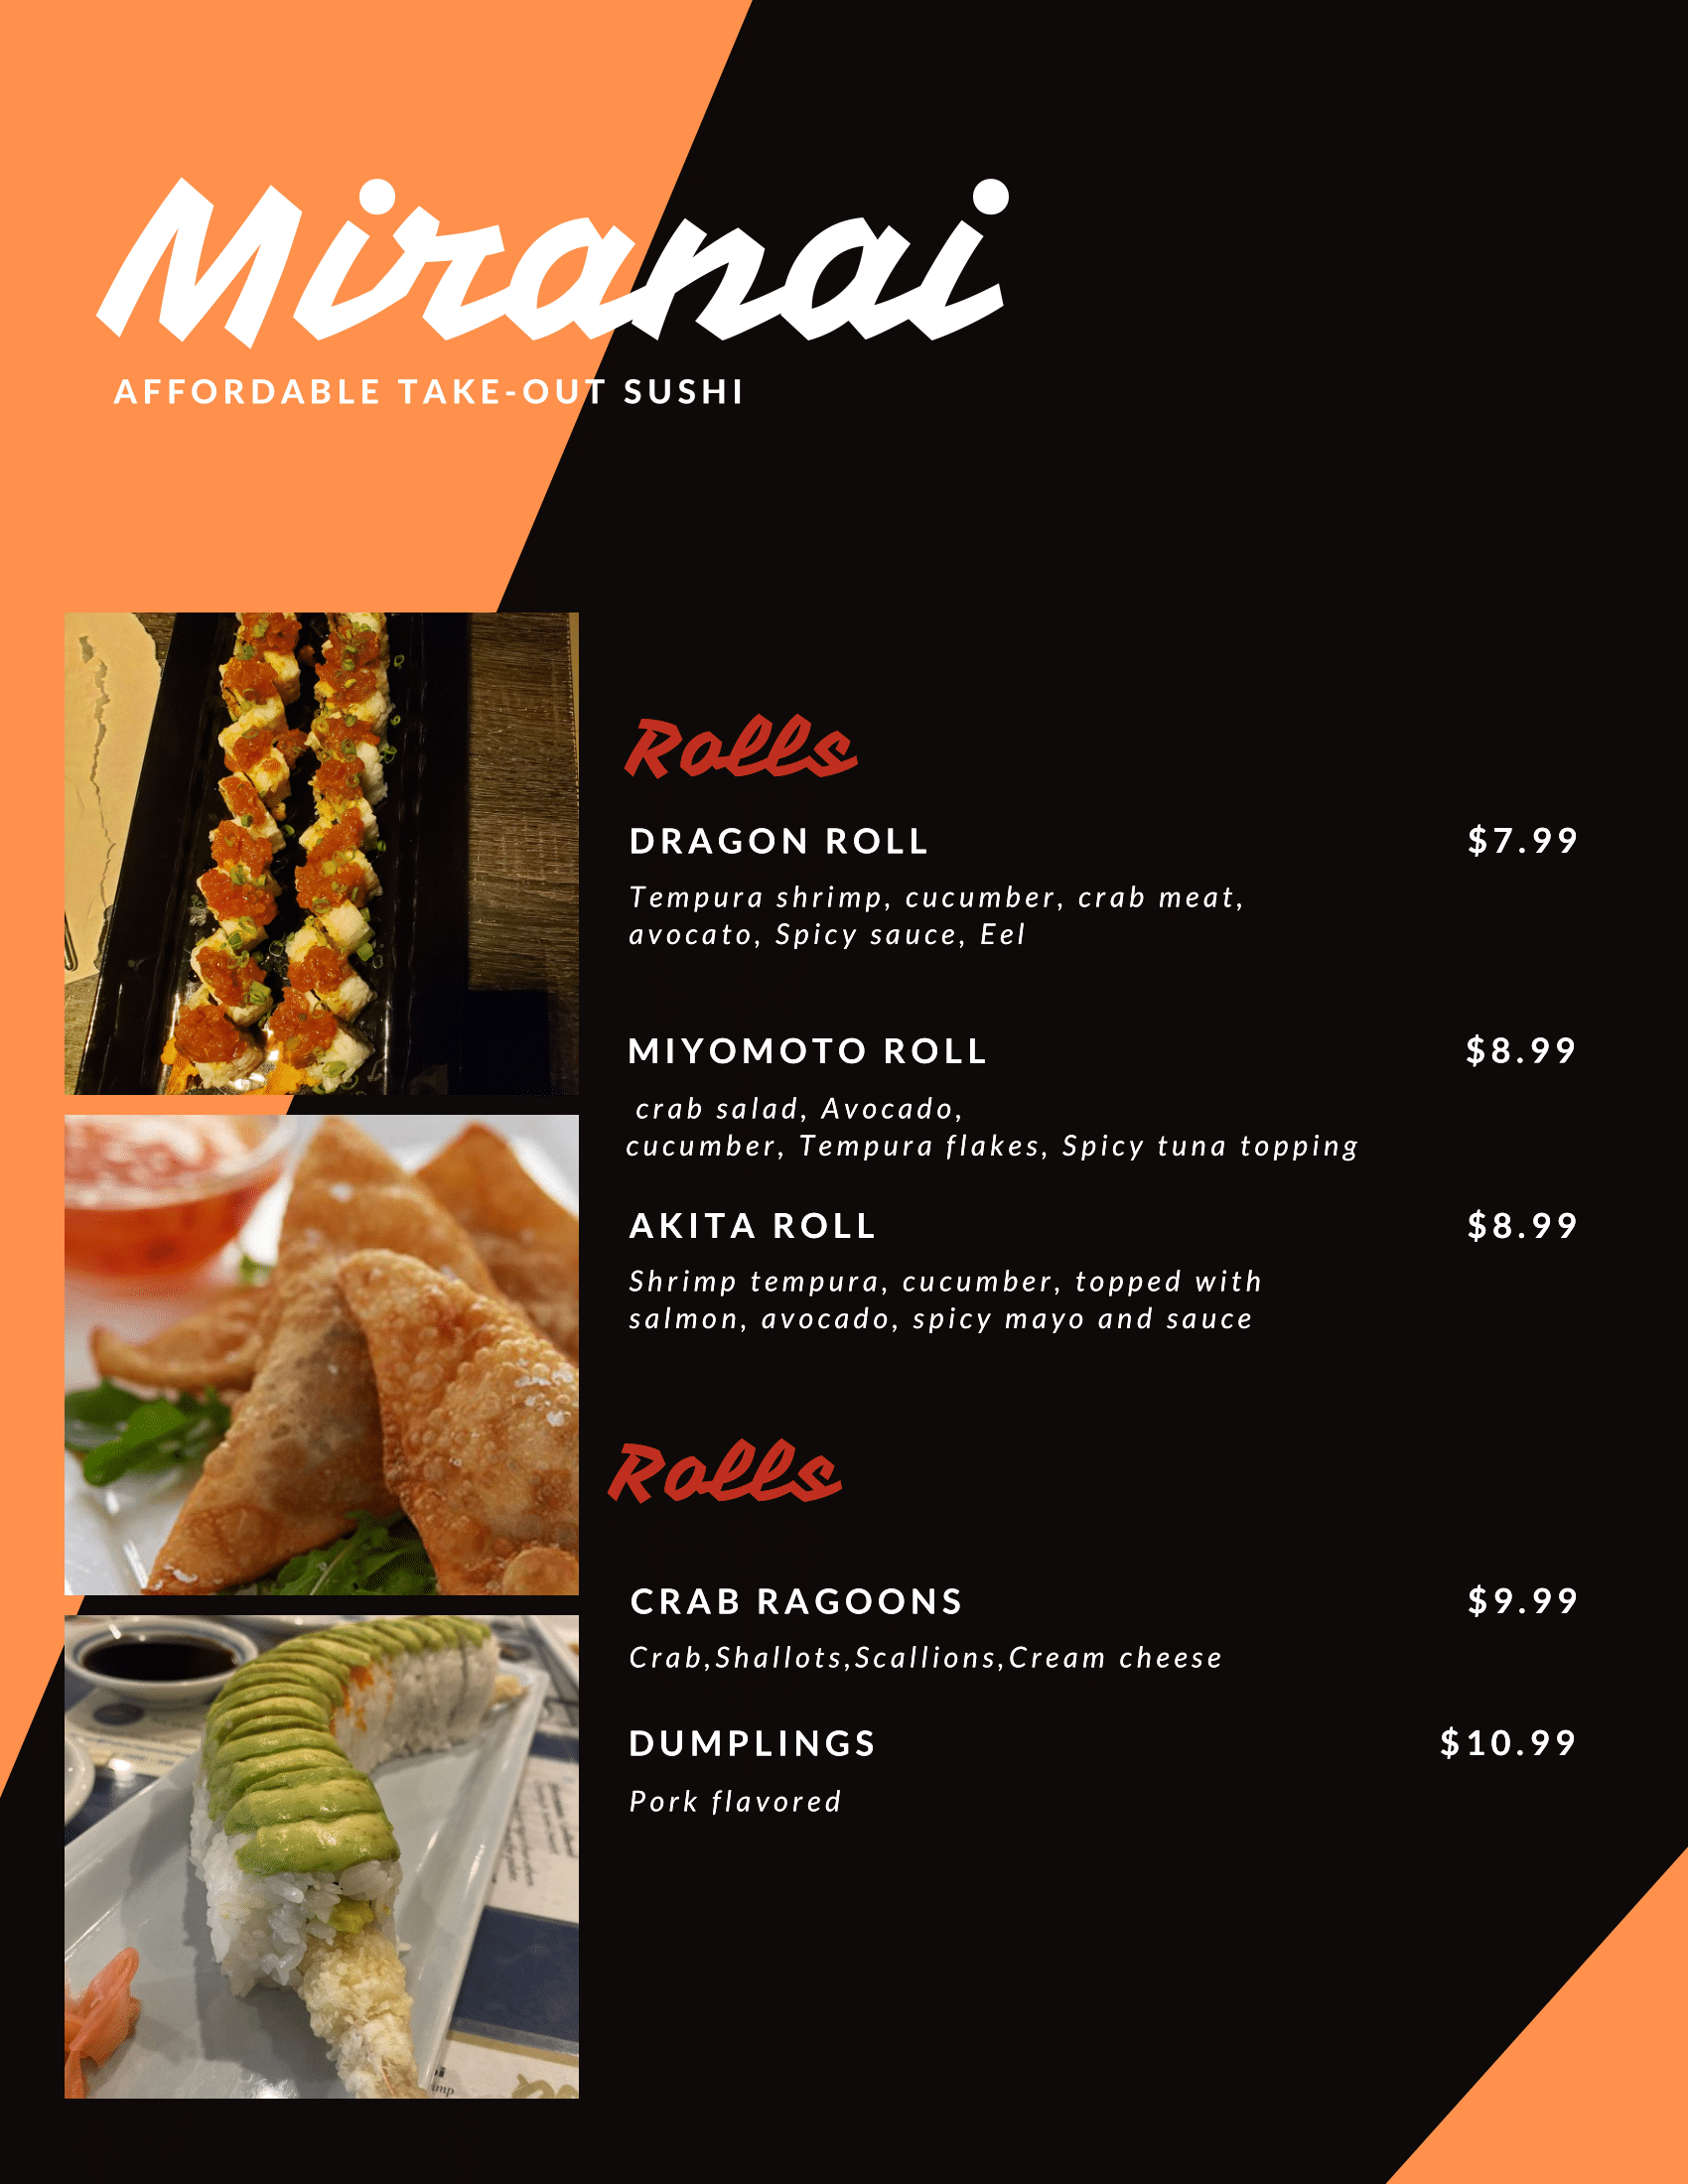 Miranai
AFFORDABLE TAKE-OUT SUSHI
Rolls
DRAGON ROLL $7.99
Tempura shrimp, cucumber, crab meat,
avocato, Spicy sauce, Eel
MIYOMOTO ROLL $8.99
crab salad, Avocado,
cucumber, Tempura flakes, Spicy tuna topping
AKITA ROLL $8.99
Shrimp tempura, cucumber, topped with
salmon, avocado, spicy mayo and sauce
Rolls
CRAB RAGOONS $9.99
Crab,Shallots,Scallions,Cream cheese
DUMPLINGS $10.99
Pork flavored